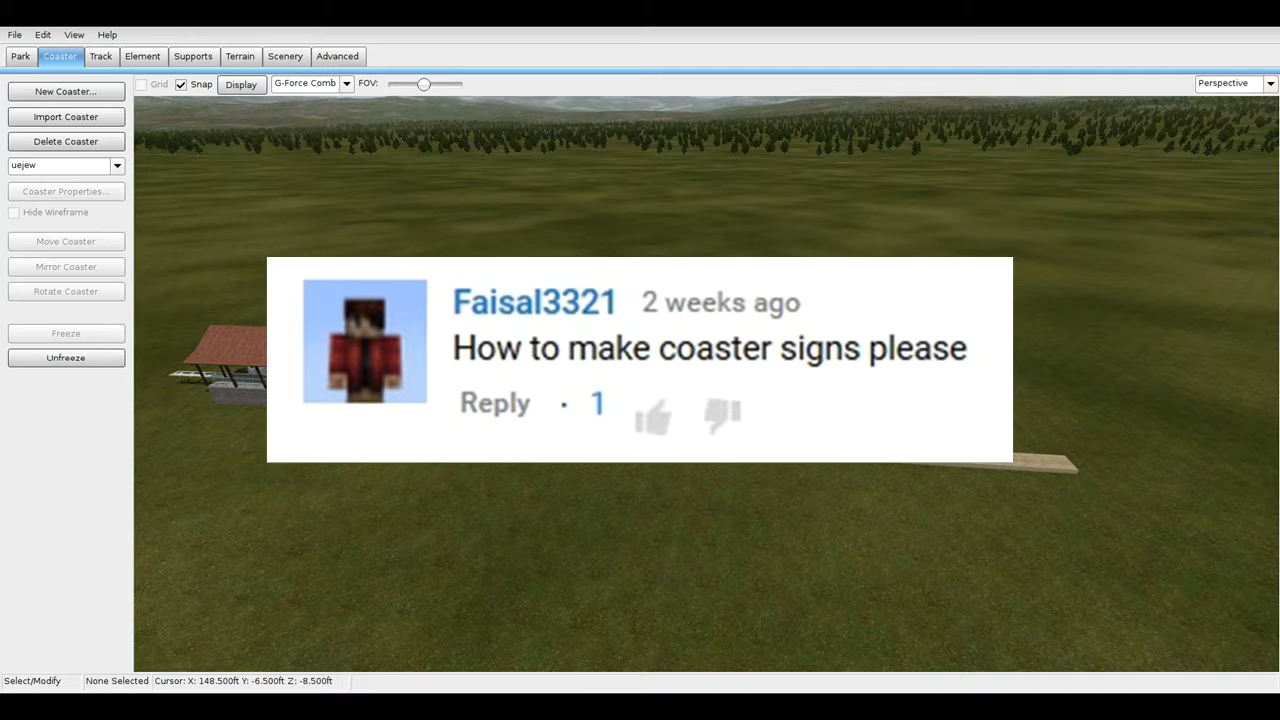 File Edit View Help
Park Coaster Track Element Supports Terrain Scenery Advanced
Grid Snap Display G-Force Comb FOV: Perspective
New Coaster...
Import Coaster
Delete Coaster
uejew
Coaster Properties...
Hide Wireframe
Move Coaster
Mirror Coaster
Rotate Coaster
Freeze
Unfreeze
Faisal3321 2 weeks ago
How to make coaster signs please
Reply · 1
Select/Modify None Selected Cursor: X: 148.500ft Y: -6.500ft Z: -8.500ft